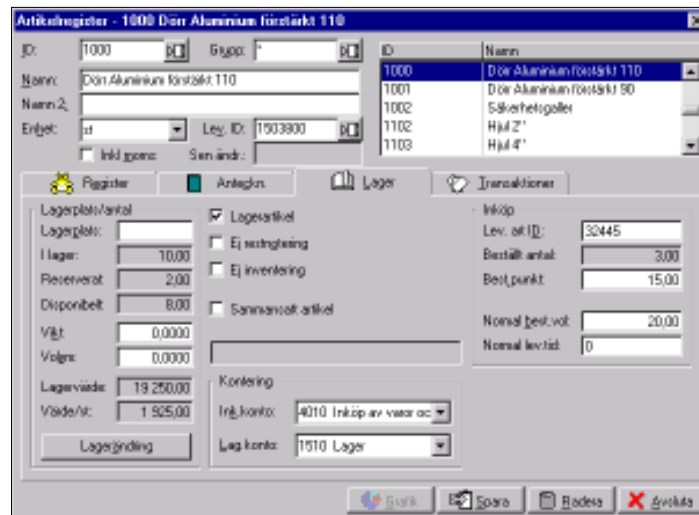 Artikelregister - 1000 Dörr Aluminium förstärkt 110
ID: 1000 Grupp: *
Namn: Dörr Aluminium förstärkt 110
Namn 2:
Enhet: st Lev. ID: 1503800
Inkl moms: Sen ändr.:
ID Namn
1000 Dörr Aluminium förstärkt 110
1001 Dörr Aluminium förstärkt 90
1002 Säkerhetsgaller
1102 Hjul 2"
1103 Hjul 4"
Register Anteckn. Lager Transaktioner
Lagerplats/antal
Lagerplats:
I lager: 10,00
Reserverat: 2,00
Disponibelt: 8,00
Vikt: 0,0000
Volym: 0,0000
Lagervärde: 19 250,00
Värde/st: 1 925,00
Lagerändring
Lagerartikel
Ej restnotering
Ej inventering
Sammansatt artikel
Kontering
Ink.konto: 4010 Inköp av varor oc
Lag.konto: 1510 Lager
Inköp
Lev. art ID: 32445
Beställt antal: 3,00
Best.punkt: 15,00
Normal best.vol: 20,00
Normal lev.tid: 0
Grafik Spara Radera Avsluta